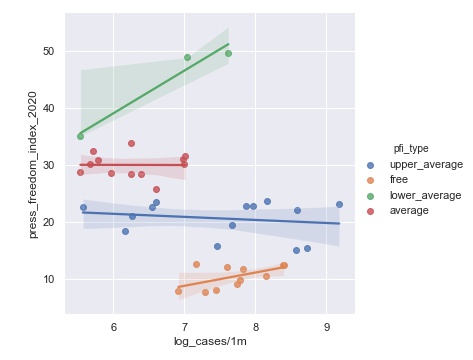 50
40
30
20
10
press_freedom_index_2020
6
7
8
9
log_cases/1m
pfi_type
upper_average
free
lower_average
average